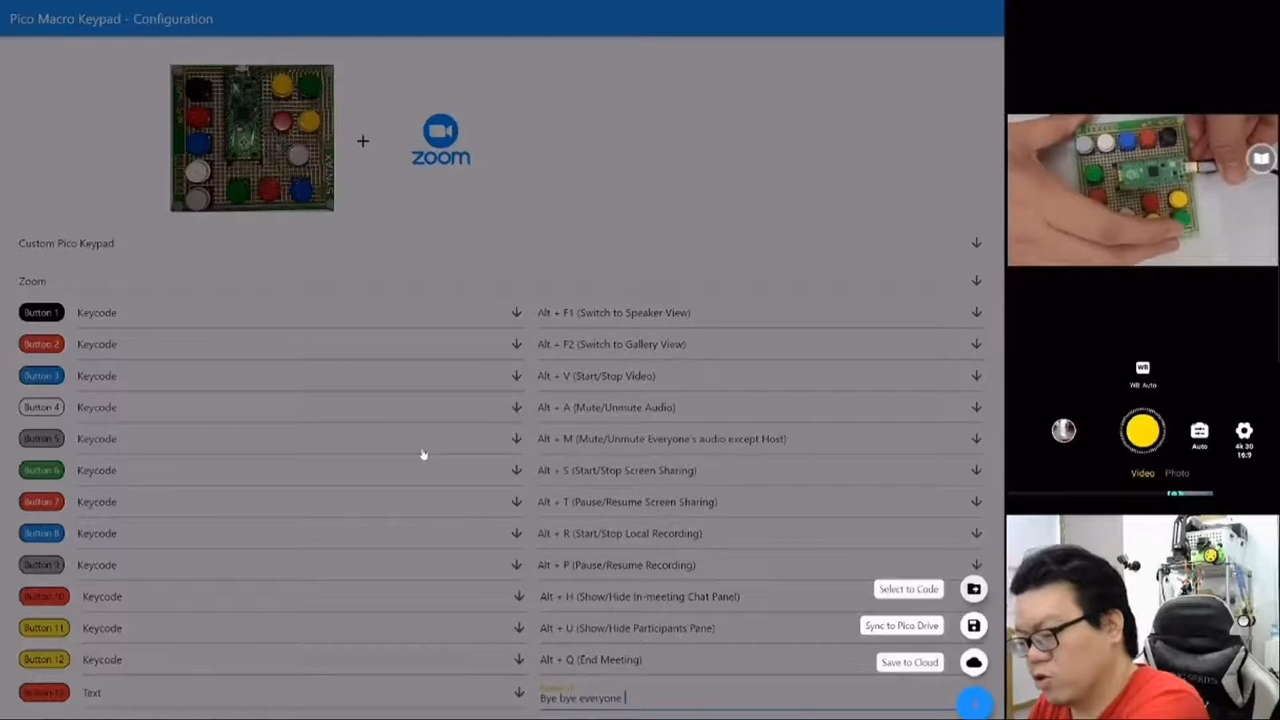 Pico Macro Keypad - Configuration
+
zoom
Custom Pico Keypad
Zoom
Button 1 Keycode Alt + F1 (Switch to Speaker View)
Button 2 Keycode Alt + F2 (Switch to Gallery View)
Button 3 Keycode Alt + V (Start/Stop Video)
Button 4 Keycode Alt + A (Mute/Unmute Audio)
Button 5 Keycode Alt + M (Mute/Unmute Everyone's audio except Host)
Button 6 Keycode Alt + S (Start/Stop Screen Sharing)
Button 7 Keycode Alt + T (Pause/Resume Screen Sharing)
Button 8 Keycode Alt + R (Start/Stop Local Recording)
Button 9 Keycode Alt + P (Pause/Resume Recording)
Button 10 Keycode Alt + H (Show/Hide In-meeting Chat Panel)
Button 11 Keycode Alt + U (Show/Hide Participants Pane)
Button 12 Keycode Alt + Q (End Meeting)
Button 13 Text Bye bye everyone
Select to Code
Sync to Pico Drive
Save to Cloud
WB
WB Auto
Auto
4k 30
16:9
Video Photo